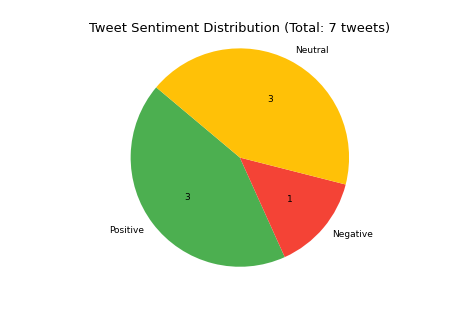 Tweet Sentiment Distribution (Total: 7 tweets)
Neutral
3
3
1
Positive
Negative